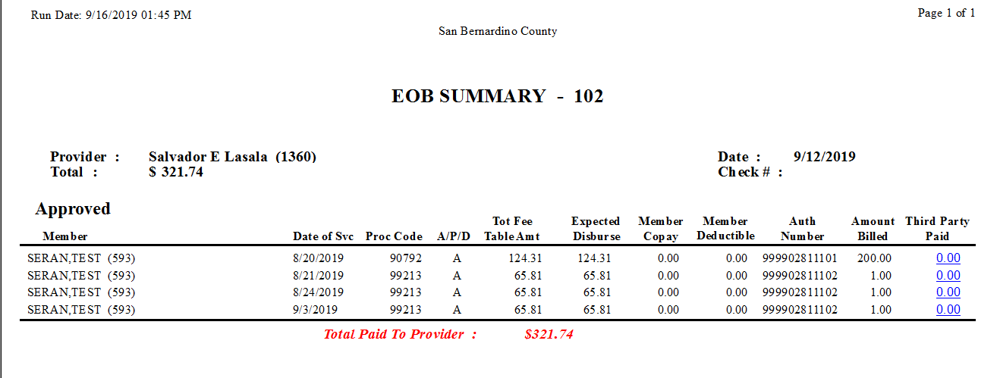 Run Date: 9/16/2019 01:45 PM
Page 1 of 1
San Bernardino County
EOB SUMMARY - 102
Provider : Salvador E Lasala (1360) Date : 9/12/2019
Total : $ 321.74 Check # :
Approved
Tot Fee Expected Member Member Auth Amount Third Party
Member Date of Svc Proc Code A/P/D Table Amt Disburse Copay Deductible Number Billed Paid
SERAN,TEST (593) 8/20/2019 90792 A 124.31 124.31 0.00 0.00 999902811101 200.00 0.00
SERAN,TEST (593) 8/21/2019 99213 A 65.81 65.81 0.00 0.00 999902811102 1.00 0.00
SERAN,TEST (593) 8/24/2019 99213 A 65.81 65.81 0.00 0.00 999902811102 1.00 0.00
SERAN,TEST (593) 9/3/2019 99213 A 65.81 65.81 0.00 0.00 999902811102 1.00 0.00
Total Paid To Provider : $321.74